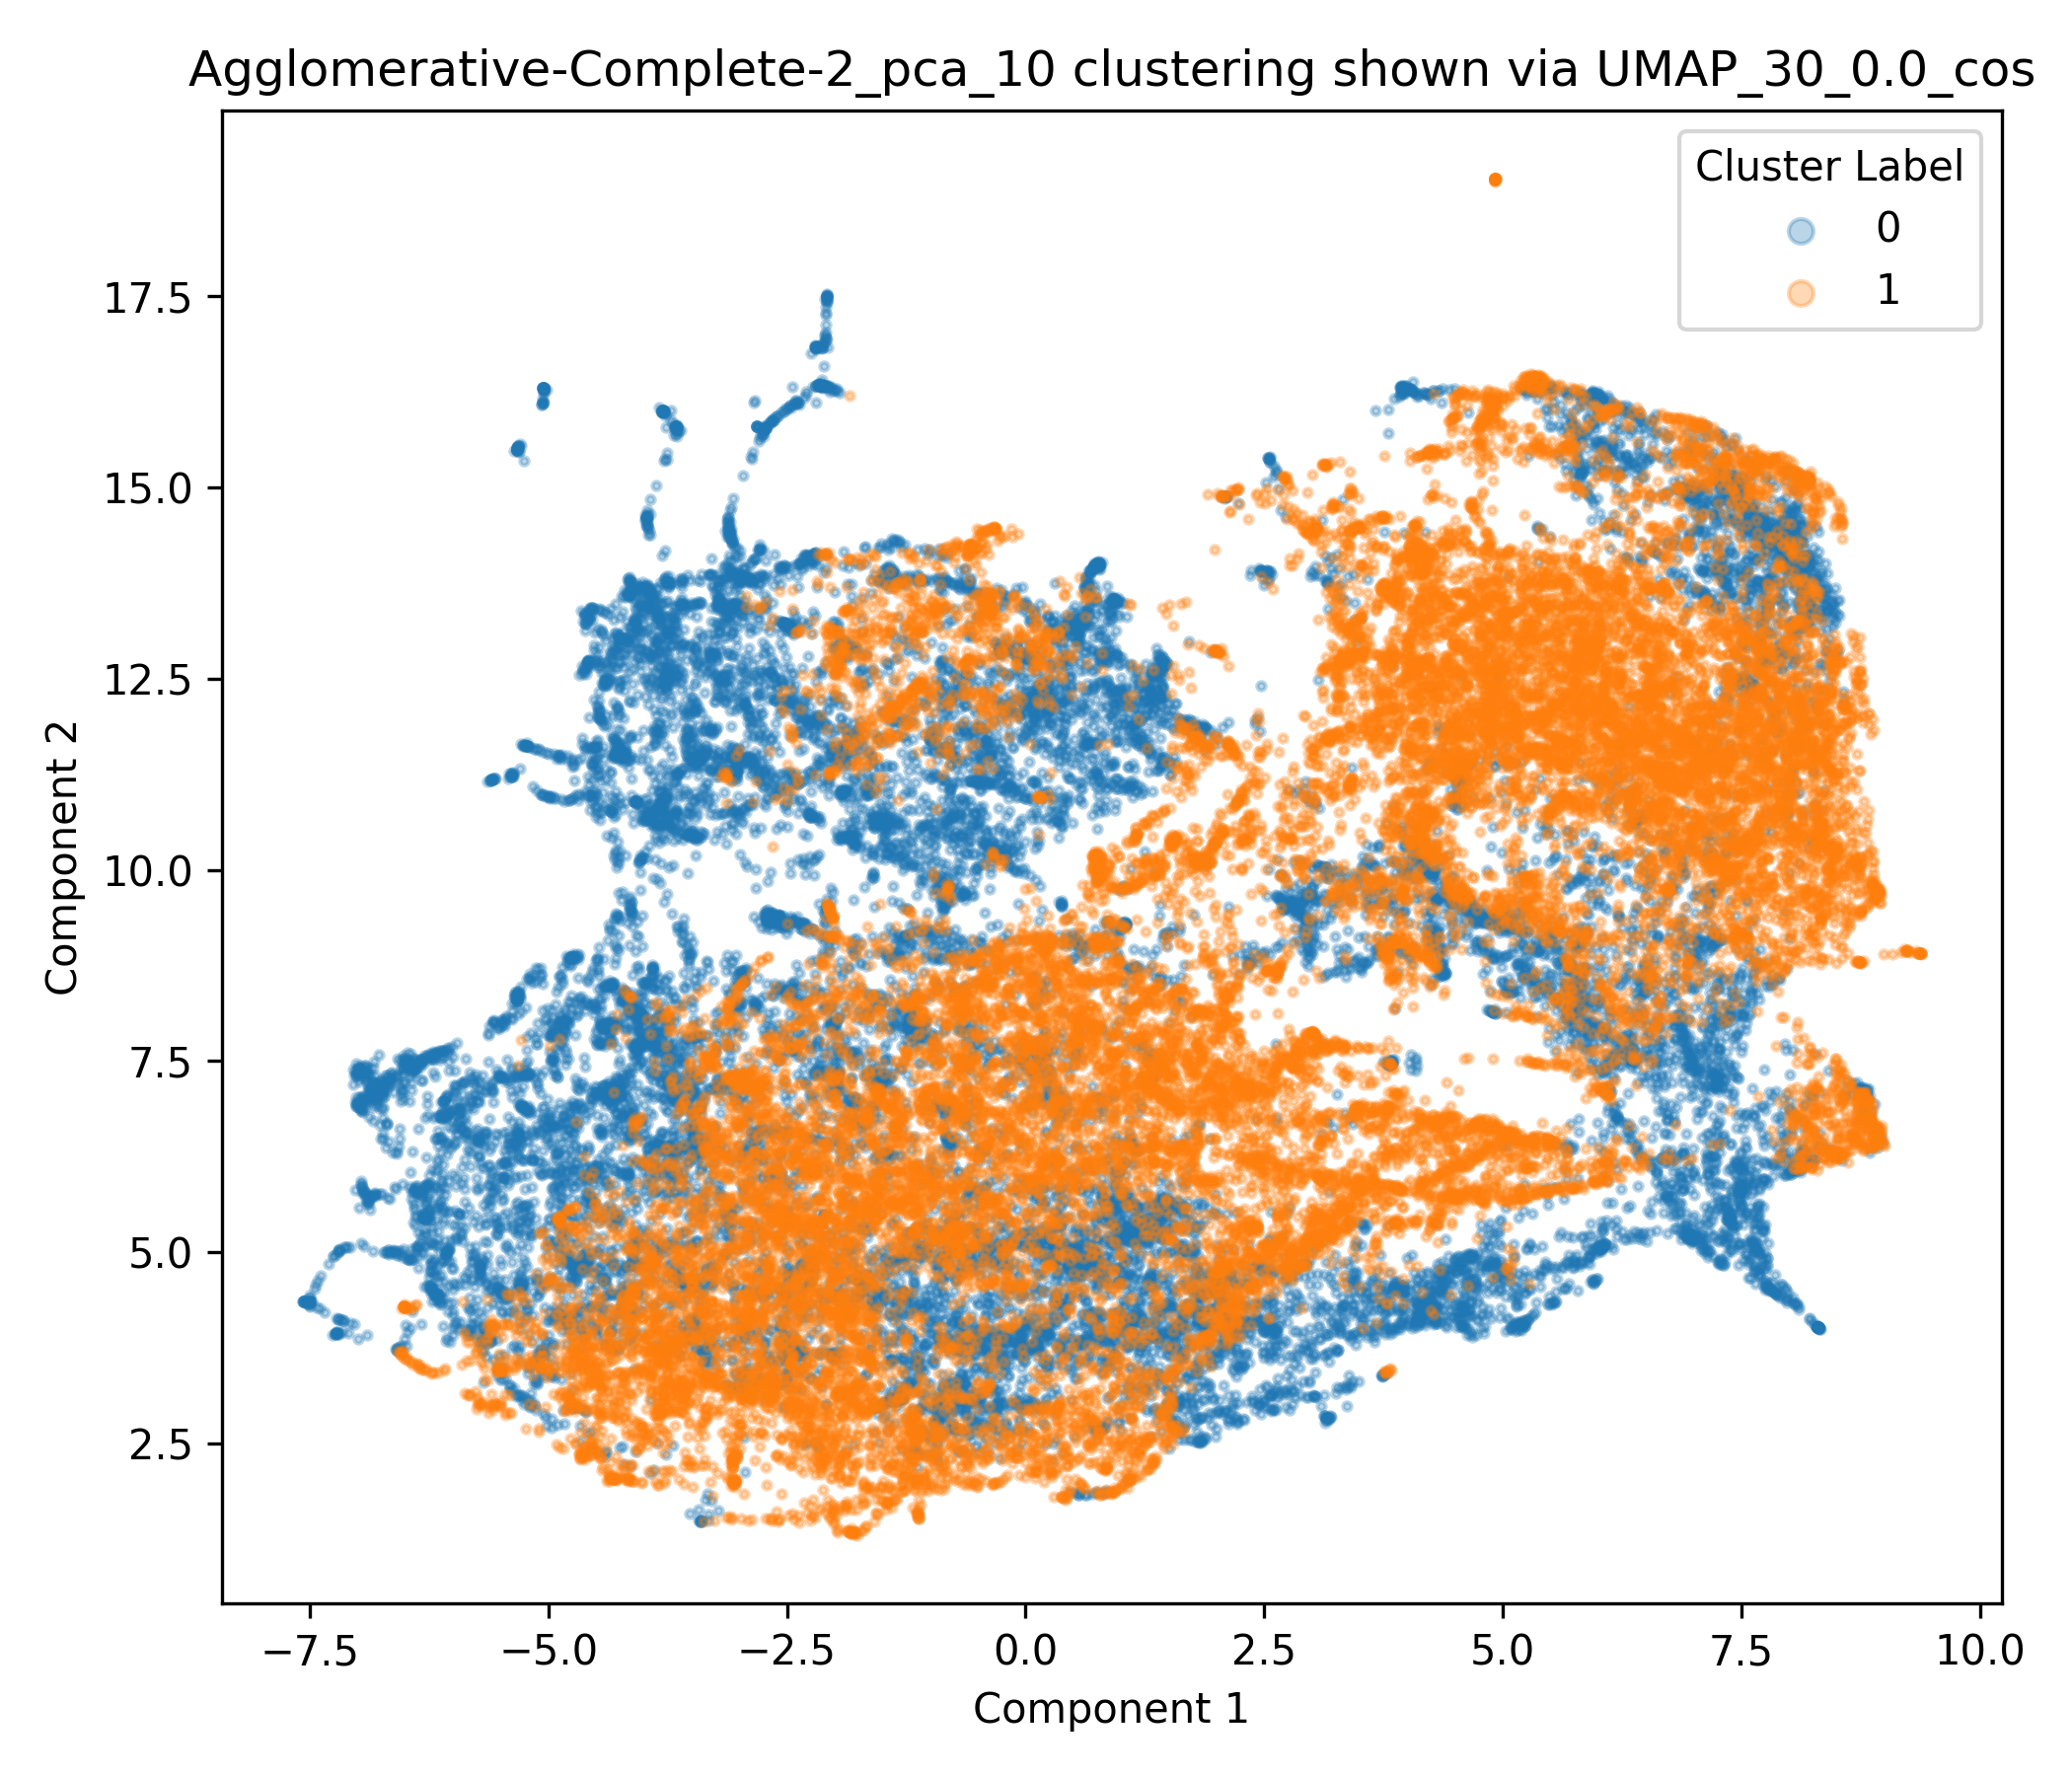 Agglomerative-Complete-2_pca_10 clustering shown via UMAP_30_0.0_cos
Cluster Label
0
1
17.5
15.0
12.5
10.0
7.5
5.0
2.5
Component 2
−7.5 −5.0 −2.5 0.0 2.5 5.0 7.5 10.0
Component 1